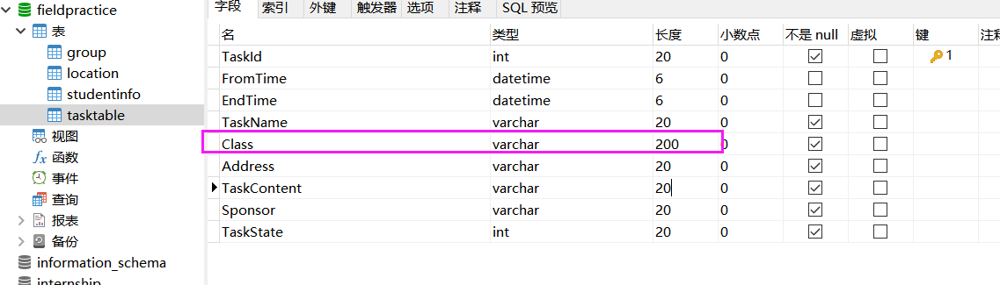 fieldpractice
表
group
location
studentinfo
tasktable
视图
函数
事件
查询
报表
备份
information_schema
internship
字段 索引 外键 触发器 选项 注释 SQL 预览
名 类型 长度 小数点 不是 null 虚拟 键 注释
TaskId int 20 0 1
FromTime datetime 6 0
EndTime datetime 6 0
TaskName varchar 20 0
Class varchar 200 0
Address varchar 20 0
TaskContent varchar 20 0
Sponsor varchar 20 0
TaskState int 20 0